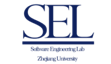 SEL
Software Engineering Lab
Zhejiang University